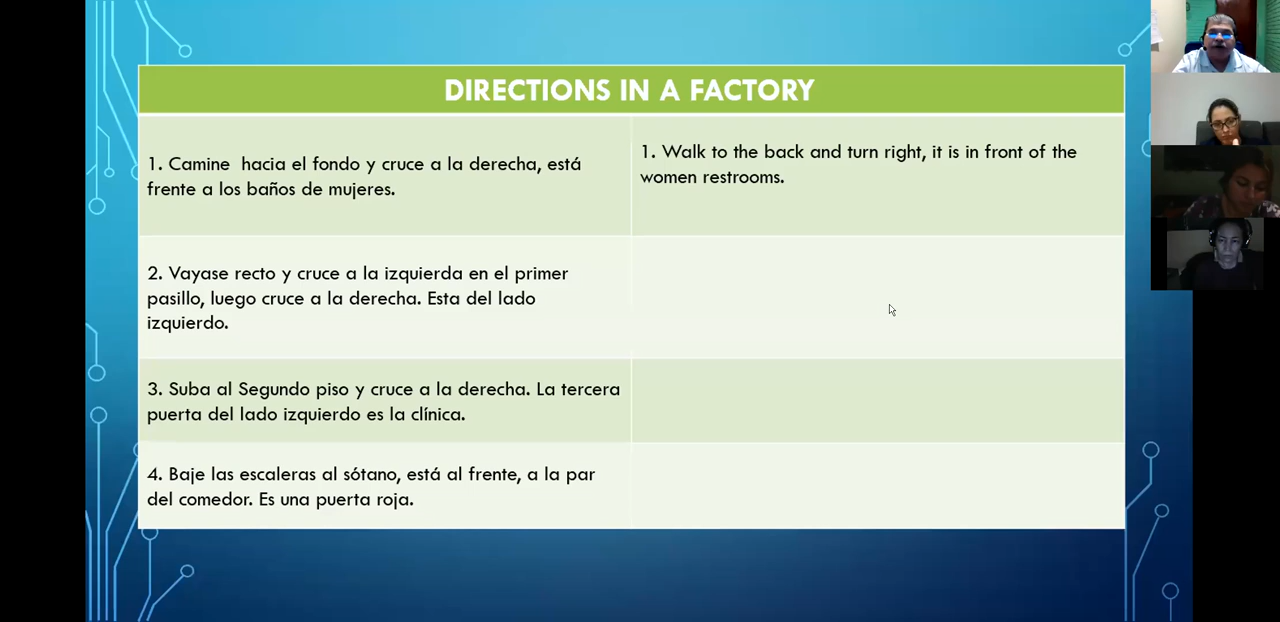 DIRECTIONS IN A FACTORY
1. Camine  hacia el fondo y cruce a la derecha, está
frente a los baños de mujeres.
1. Walk to the back and turn right, it is in front of the
women restrooms.
2. Vayase recto y cruce a la izquierda en el primer
pasillo, luego cruce a la derecha. Esta del lado
izquierdo.
3. Suba al Segundo piso y cruce a la derecha. La tercera
puerta del lado izquierdo es la clínica.
4. Baje las escaleras al sótano, está al frente, a la par
del comedor. Es una puerta roja.